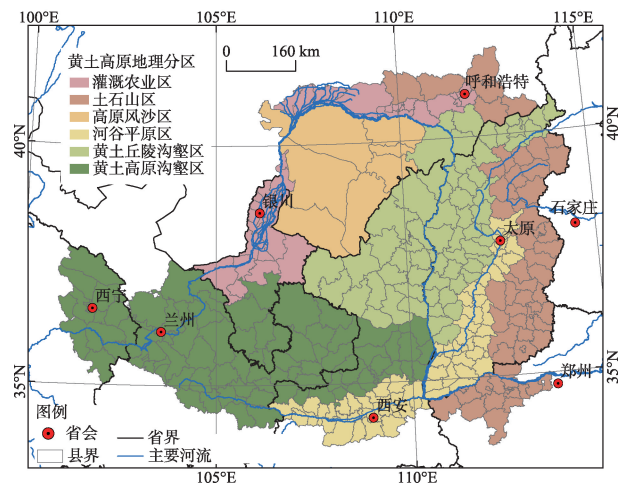 100°E 105°E 110°E 115°E
黄土高原地理分区
灌溉农业区
土石山区
高原风沙区
河谷平原区
黄土丘陵沟壑区
黄土高原沟壑区
0 160 km
呼和浩特
40°N 40°N
银川
石家庄
太原
西宁
兰州
35°N 35°N
郑州
西安
图例
省会 省界
县界 主要河流
105°E 110°E